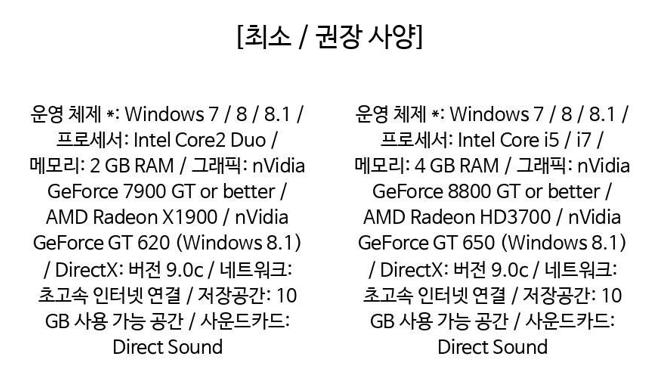 [최소 / 권장 사양]
운영 체제 *: Windows 7 / 8 / 8.1 /
프로세서: Intel Core2 Duo /
메모리: 2 GB RAM / 그래픽: nVidia
GeForce 7900 GT or better /
AMD Radeon X1900 / nVidia
GeForce GT 620 (Windows 8.1)
/ DirectX: 버전 9.0c / 네트워크:
초고속 인터넷 연결 / 저장공간: 10
GB 사용 가능 공간 / 사운드카드:
Direct Sound
운영 체제 *: Windows 7 / 8 / 8.1 /
프로세서: Intel Core i5 / i7 /
메모리: 4 GB RAM / 그래픽: nVidia
GeForce 8800 GT or better /
AMD Radeon HD3700 / nVidia
GeForce GT 650 (Windows 8.1)
/ DirectX: 버전 9.0c / 네트워크:
초고속 인터넷 연결 / 저장공간: 10
GB 사용 가능 공간 / 사운드카드:
Direct Sound